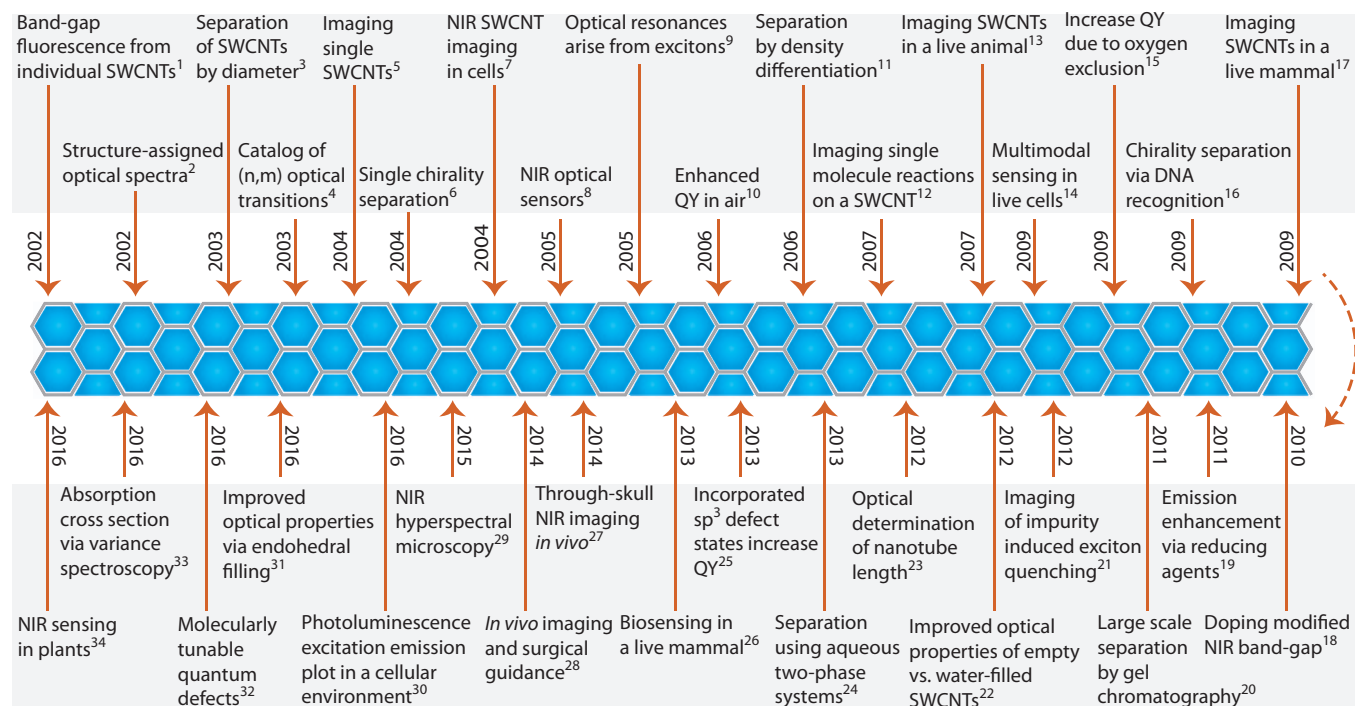 Band-gap
fluorescence from
individual SWCNTs1
Separation
of SWCNTs
by diameter3
Imaging
single
SWCNTs5
NIR SWCNT
imaging
in cells7
Optical resonances
arise from excitons9
Separation
by density
differentiation11
Imaging SWCNTs
in a live animal13
Increase QY
due to oxygen
exclusion15
Imaging
SWCNTs in a
live mammal17
Structure-assigned
optical spectra2
Catalog of
(n,m) optical
transitions4
Single chirality
separation6
NIR optical
sensors8
Enhanced
QY in air10
Imaging single
molecule reactions
on a SWCNT12
Multimodal
sensing in
live cells14
Chirality separation
via DNA
recognition16
2002
2002
2003
2003
2004
2004
2004
2005
2005
2006
2006
2007
2007
2009
2009
2009
2009
2016
2016
2016
2016
2016
2015
2014
2014
2013
2013
2013
2012
2012
2012
2011
2011
2010
Absorption
cross section
via variance
spectroscopy33
Improved
optical properties
via endohedral
filling31
NIR
hyperspectral
microscopy29
Through-skull
NIR imaging
in vivo27
Incorporated
sp3 defect
states increase
QY25
Optical
determination
of nanotube
length23
Imaging
of impurity
induced exciton
quenching21
Emission
enhancement
via reducing
agents19
NIR sensing
in plants34
Molecularly
tunable
quantum
defects32
Photoluminescence
excitation emission
plot in a cellular
environment30
In vivo imaging
and surgical
guidance28
Biosensing in
a live mammal26
Separation
using aqueous
two-phase
systems24
Improved optical
properties of empty
vs. water-filled
SWCNTs22
Large scale
separation
by gel
chromatography20
Doping modified
NIR band-gap18